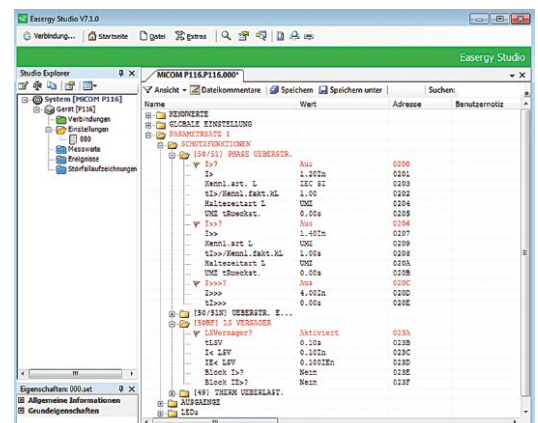 Easergy Studio V7.1.0
Verbindung... Startseite Datei Extras
Easergy Studio
Studio Explorer
MiCOM P116.P116.000*
Ansicht Dateikommentare Speichern Speichern unter Suchen:
System [MiCOM P116]
Gerät [P116]
Verbindungen
Einstellungen
000
Messwerte
Ereignisse
Störfallaufzeichnungen
Name Wert Adresse Benutzernotiz
KENNWERTE
GLOBALE EINSTELLUNG
PARAMETRSATZ 1
SCHUTZFUNKTIONEN
[50/51] PHASE UEBERSTR.
I>? Aus 0200
I> 1.20In 0201
Kennl.art. L IEC SI 0203
tI>/Kennl.fakt.kL 1.00 0202
Haltezeitart L UMZ 0204
UMZ tRueckst. 0.00s 0205
I>>? Aus 0206
I>> 1.40In 0207
Kennl.art L UMZ 0209
tI>>/Kennl.fakt.kL 1.00s 0208
Haltezeitart L UMZ 020A
UMZ tRueckst. 0.00s 020B
I>>>? Aus 020C
I>>> 4.00In 020D
tI>>> 0.00s 020E
[50/51N] UEBERSTR. E...
[50BF] LS VERSAGER
LSVersager? Aktiviert 023A
tLSV 0.10s 023B
I< LSV 0.10In 023C
IE< LSV 0.100IEn 023D
Block I>? Nein 023E
Block IE>? Nein 023F
[49] THERM UEBERLAST.
AUSGAENGE
LEDs
Eigenschaften: 000.set
Allgemeine Informationen
Grundeigenschaften